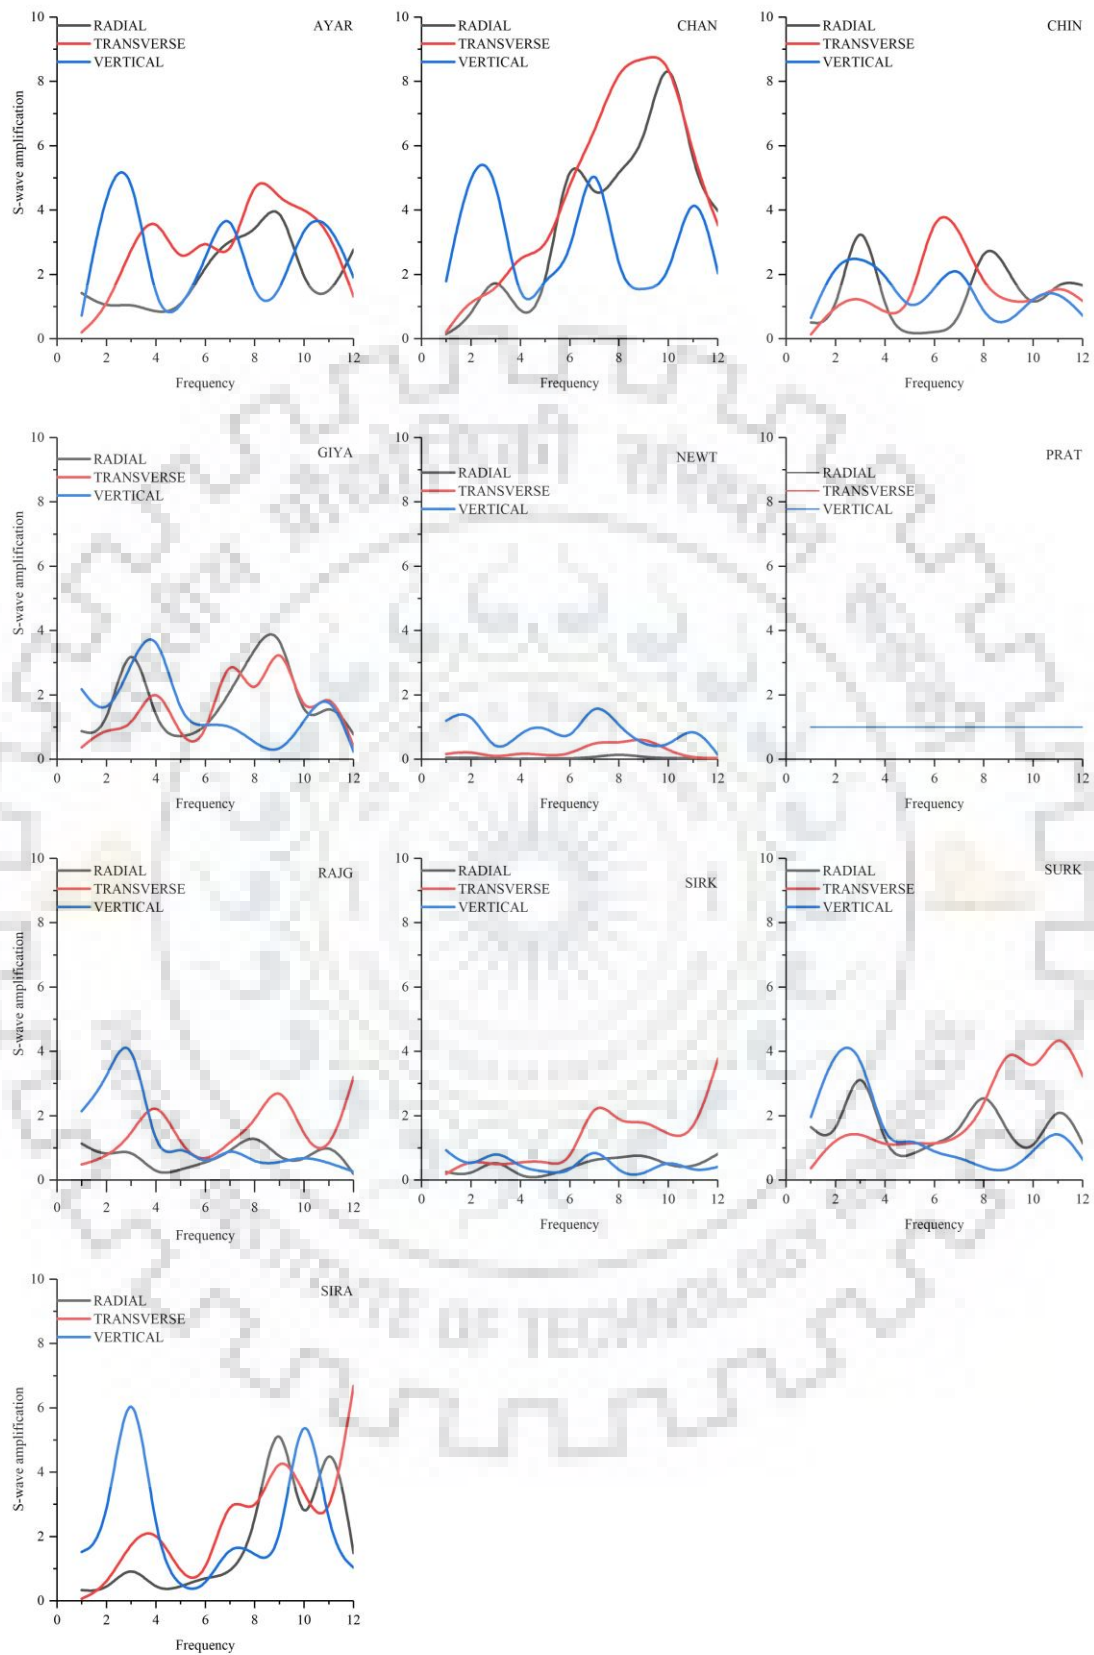 10
RADIAL
AYAR
TRANSVERSE
VERTICAL
8
6
4
2
0
S-wave amplification
0 2 4 6 8 10 12
Frequency
10
RADIAL
CHAN
TRANSVERSE
VERTICAL
8
6
4
2
0
0 2 4 6 8 10 12
Frequency
10
RADIAL
CHIN
TRANSVERSE
VERTICAL
8
6
4
2
0
0 2 4 6 8 10 12
Frequency
10
GIYA
RADIAL
TRANSVERSE
VERTICAL
8
6
4
2
0
S-wave amplification
0 2 4 6 8 10 12
Frequency
10
NEWT
RADIAL
TRANSVERSE
VERTICAL
8
6
4
2
0
0 2 4 6 8 10 12
Frequency
10
PRAT
RADIAL
TRANSVERSE
VERTICAL
8
6
4
2
0
0 2 4 6 8 10 12
Frequency
10
RADIAL
RAJG
TRANSVERSE
VERTICAL
8
6
4
2
0
S-wave amplification
0 2 4 6 8 10 12
Frequency
10
RADIAL
SIRK
TRANSVERSE
VERTICAL
8
6
4
2
0
0 2 4 6 8 10 12
Frequency
10
RADIAL
SURK
TRANSVERSE
VERTICAL
8
6
4
2
0
0 2 4 6 8 10 12
Frequency
10
SIRA
RADIAL
TRANSVERSE
VERTICAL
8
6
4
2
0
S-wave amplification
0 2 4 6 8 10 12
Frequency
OF TECHNOLOGY